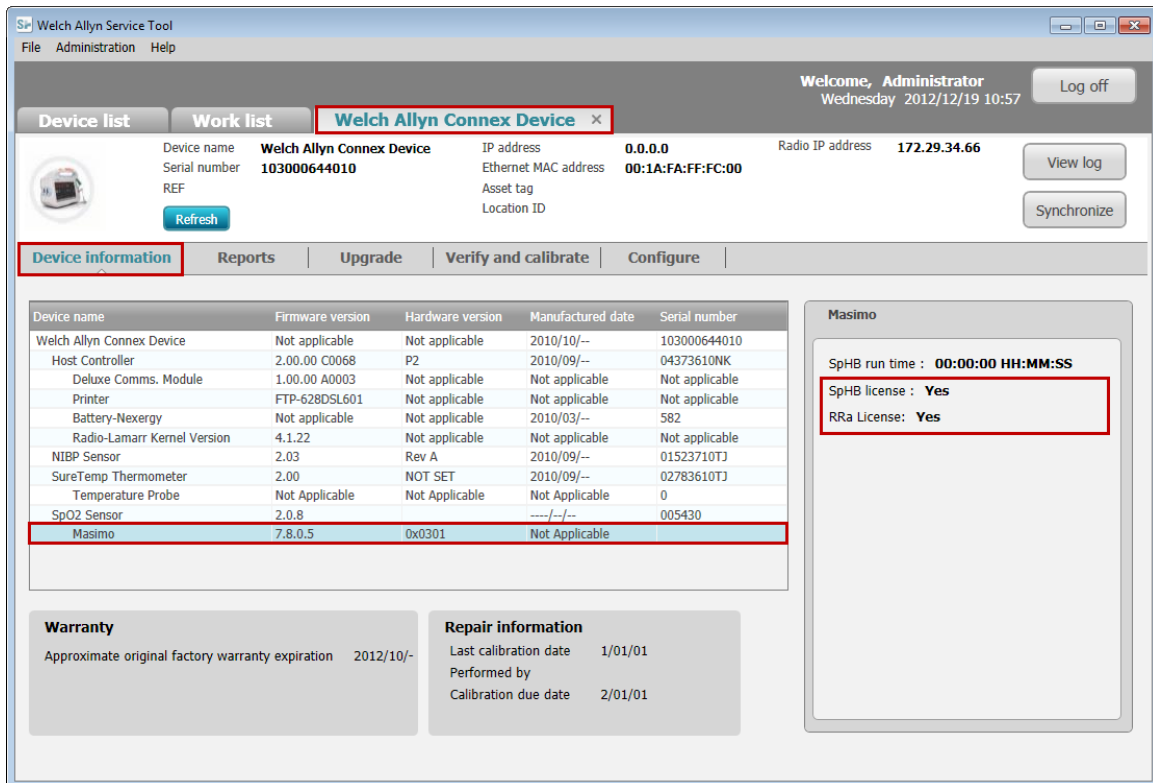 Welch Allyn Service Tool
File Administration Help
Welcome, Administrator
Wednesday 2012/12/19 10:57
Log off
Device list Work list Welch Allyn Connex Device ×
Device name Welch Allyn Connex Device IP address 0.0.0.0 Radio IP address 172.29.34.66
Serial number 103000644010 Ethernet MAC address 00:1A:FA:FF:FC:00
REF Asset tag
Location ID
View log
Refresh
Synchronize
Device information Reports Upgrade Verify and calibrate Configure
Device name Firmware version Hardware version Manufactured date Serial number
Welch Allyn Connex Device Not applicable Not applicable 2010/10/-- 103000644010
Host Controller 2.00.00 C0068 P2 2010/09/-- 04373610NK
Deluxe Comms. Module 1.00.00 A0003 Not applicable Not applicable Not applicable
Printer FTP-628DSL601 Not applicable Not applicable Not applicable
Battery-Nexergy Not applicable Not applicable 2010/03/-- 582
Radio-Lamarr Kernel Version 4.1.22 Not applicable Not applicable Not applicable
NIBP Sensor 2.03 Rev A 2010/09/-- 01523710TJ
SureTemp Thermometer 2.00 NOT SET 2010/09/-- 02783610TJ
Temperature Probe Not Applicable Not Applicable Not Applicable 0
SpO2 Sensor 2.0.8 ----/--/-- 005430
Masimo 7.8.0.5 0x0301 Not Applicable
Masimo
SpHB run time : 00:00:00 HH:MM:SS
SpHB license : Yes
RRa License: Yes
Warranty
Approximate original factory warranty expiration 2012/10/-
Repair information
Last calibration date 1/01/01
Performed by
Calibration due date 2/01/01